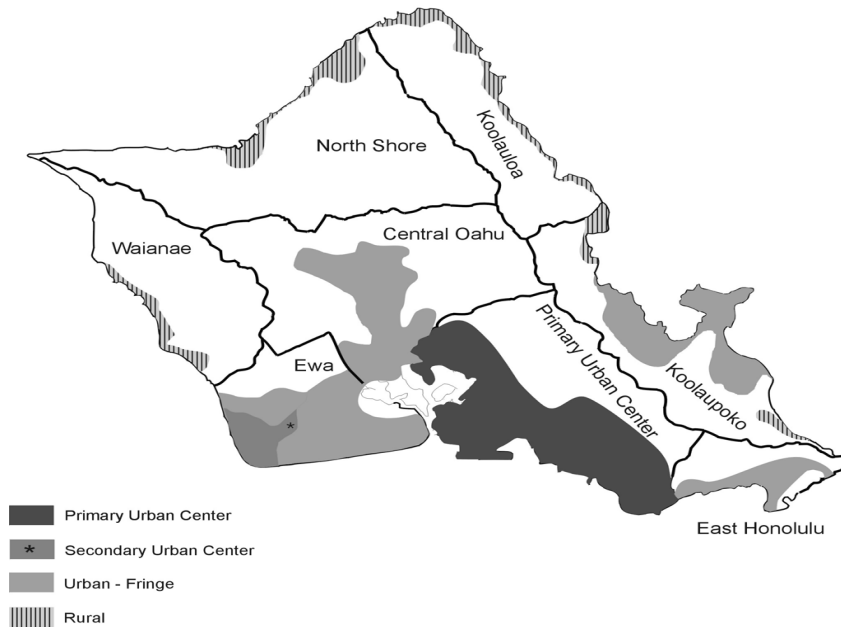 North Shore
Koolauloa
Waianae
Central Oahu
Ewa
Primary Urban Center
Koolaupoko
East Honolulu
Primary Urban Center
* Secondary Urban Center
Urban - Fringe
Rural
*